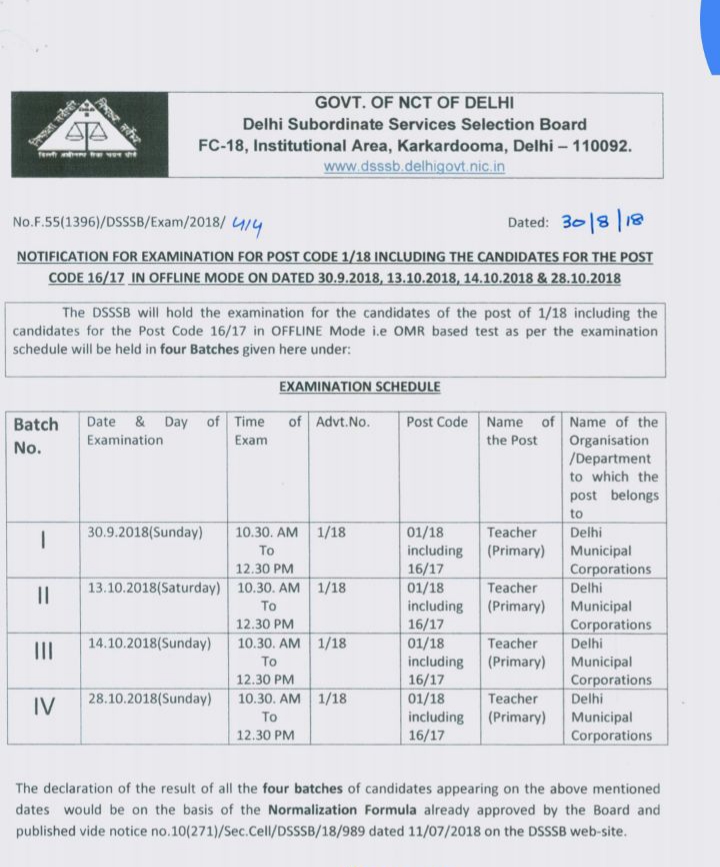 GOVT. OF NCT OF DELHI
Delhi Subordinate Services Selection Board
FC-18, Institutional Area, Karkardooma, Delhi – 110092.
www.dsssb.delhigovt.nic.in
No.F.55(1396)/DSSSB/Exam/2018/ 414
Dated: 30/8/18
NOTIFICATION FOR EXAMINATION FOR POST CODE 1/18 INCLUDING THE CANDIDATES FOR THE POST
CODE 16/17 IN OFFLINE MODE ON DATED 30.9.2018, 13.10.2018, 14.10.2018 & 28.10.2018
The DSSSB will hold the examination for the candidates of the post of 1/18 including the
candidates for the Post Code 16/17 in OFFLINE Mode i.e OMR based test as per the examination
schedule will be held in four Batches given here under:
EXAMINATION SCHEDULE
Batch No. Date & Day of Examination Time of Exam Advt.No. Post Code Name of the Post Name of the Organisation /Department to which the post belongs to
I 30.9.2018(Sunday) 10.30. AM To 12.30 PM 1/18 01/18 including 16/17 Teacher (Primary) Delhi Municipal Corporations
II 13.10.2018(Saturday) 10.30. AM To 12.30 PM 1/18 01/18 including 16/17 Teacher (Primary) Delhi Municipal Corporations
III 14.10.2018(Sunday) 10.30. AM To 12.30 PM 1/18 01/18 including 16/17 Teacher (Primary) Delhi Municipal Corporations
IV 28.10.2018(Sunday) 10.30. AM To 12.30 PM 1/18 01/18 including 16/17 Teacher (Primary) Delhi Municipal Corporations
The declaration of the result of all the four batches of candidates appearing on the above mentioned
dates would be on the basis of the Normalization Formula already approved by the Board and
published vide notice no.10(271)/Sec.Cell/DSSSB/18/989 dated 11/07/2018 on the DSSSB web-site.